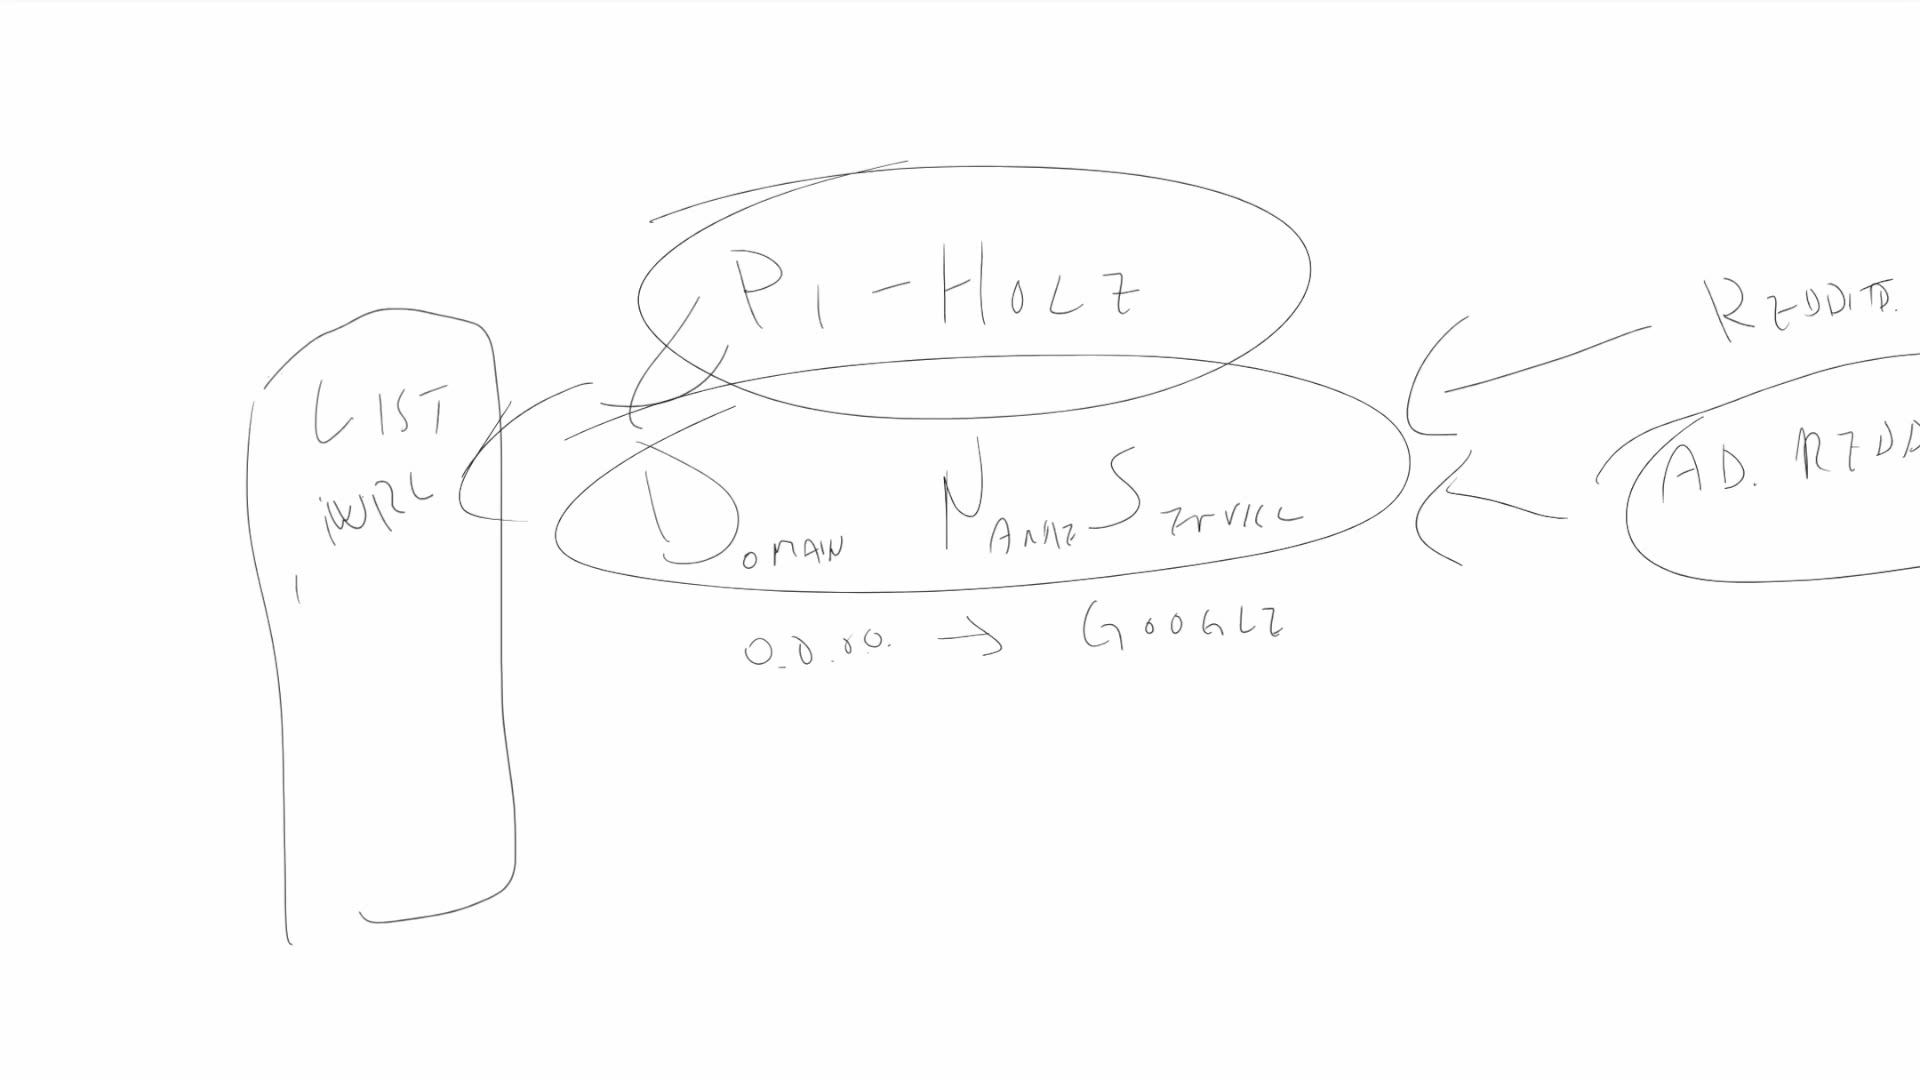 PI-HOLE
REDDIT.
LIST
AD. REDD
DOMAIN NAME SERVICE
URL
0.0.0.0. → GOOGLE